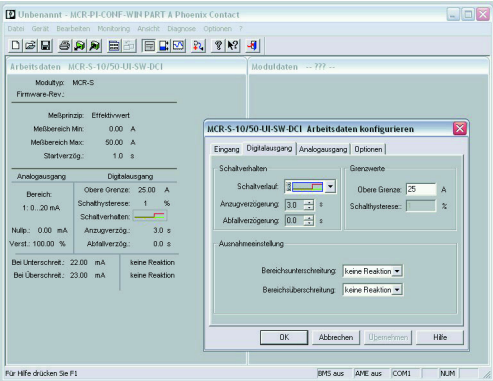 Unbenannt - MCR-PI-CONF-WIN PART A Phoenix Contact
Datei Gerät Bearbeiten Monitoring Ansicht Diagnose Optionen ?
Arbeitsdaten MCR-S-10/50-UI-SW-DCI
Moduldaten -- ??? --
Modultyp: MCR-S
Firmware-Rev.:
Meßprinzip: Effektivwert
Meßbereich Min: 0.00 A
Meßbereich Max: 50.00 A
Startverzög.: 1.0 s
Analogausgang Digitalausgang
Bereich:
1: 0...20 mA
Nullp.: 0.00 mA
Verst.: 100.00 %
Obere Grenze: 25.00 A
Schalthysterese: 1 %
Schaltverhalten:
Anzugverzög.: 3.0 s
Abfallverzög.: 0.0 s
Bei Unterschreit.: 22.00 mA keine Reaktion
Bei Überschreit.: 23.00 mA keine Reaktion
MCR-S-10/50-UI-SW-DCI Arbeitsdaten konfigurieren
Eingang Digitalausgang Analogausgang Optionen
Schaltverhalten
Schaltverlauf:
Anzugverzögerung: 3.0 s
Abfallverzögerung: 0.0 s
Grenzwerte
Obere Grenze: 25 A
Schalthysterese:: 1 %
Ausnahmeeinstellung
Bereichsunterschreitung: keine Reaktion
Bereichsüberschreitung: keine Reaktion
OK Abbrechen Übernehmen Hilfe
Für Hilfe drücken Sie F1
BMS aus AME aus COM1 NUM